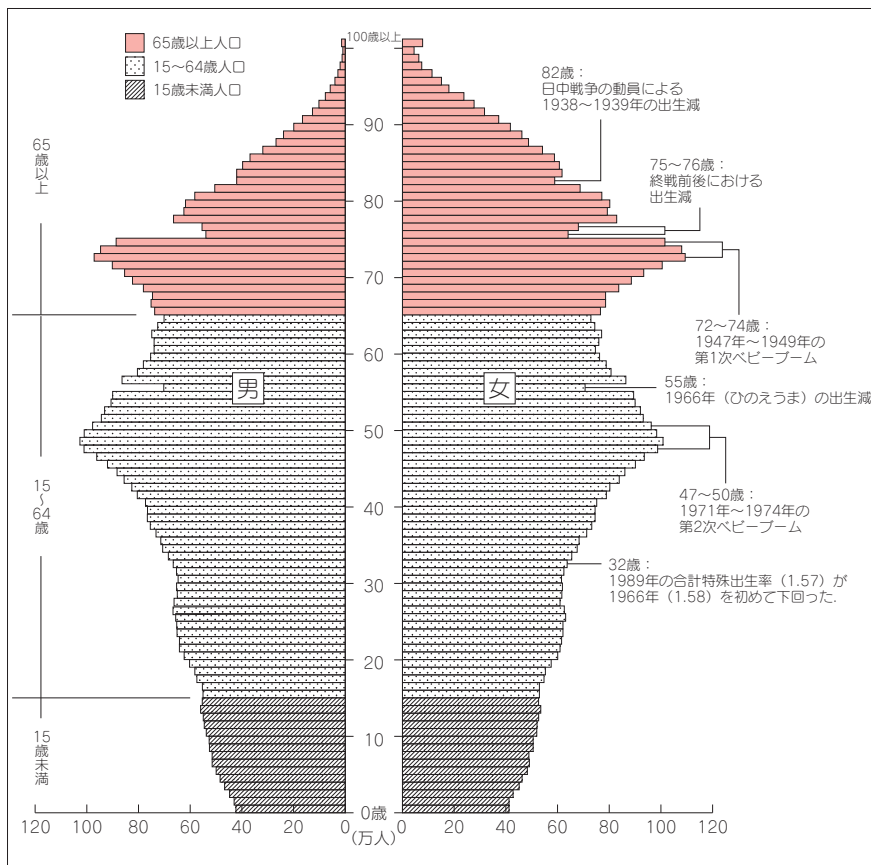 65歳以上人口
15～64歳人口
15歳未満人口
100歳以上
82歳：
日中戦争の動員による
1938～1939年の出生減
90
75～76歳：
終戦前後における
出生減
65歳以上
80
70
72～74歳：
1947年～1949年の
第1次ベビーブーム
60
男
女
55歳：
1966年（ひのえうま）の出生減
50
15～64歳
47～50歳：
1971年～1974年の
第2次ベビーブーム
40
32歳：
1989年の合計特殊出生率（1.57）が
1966年（1.58）を初めて下回った.
30
20
15歳未満
10
0歳
120 100 80 60 40 20 0 0 20 40 60 80 100 120
（万人）